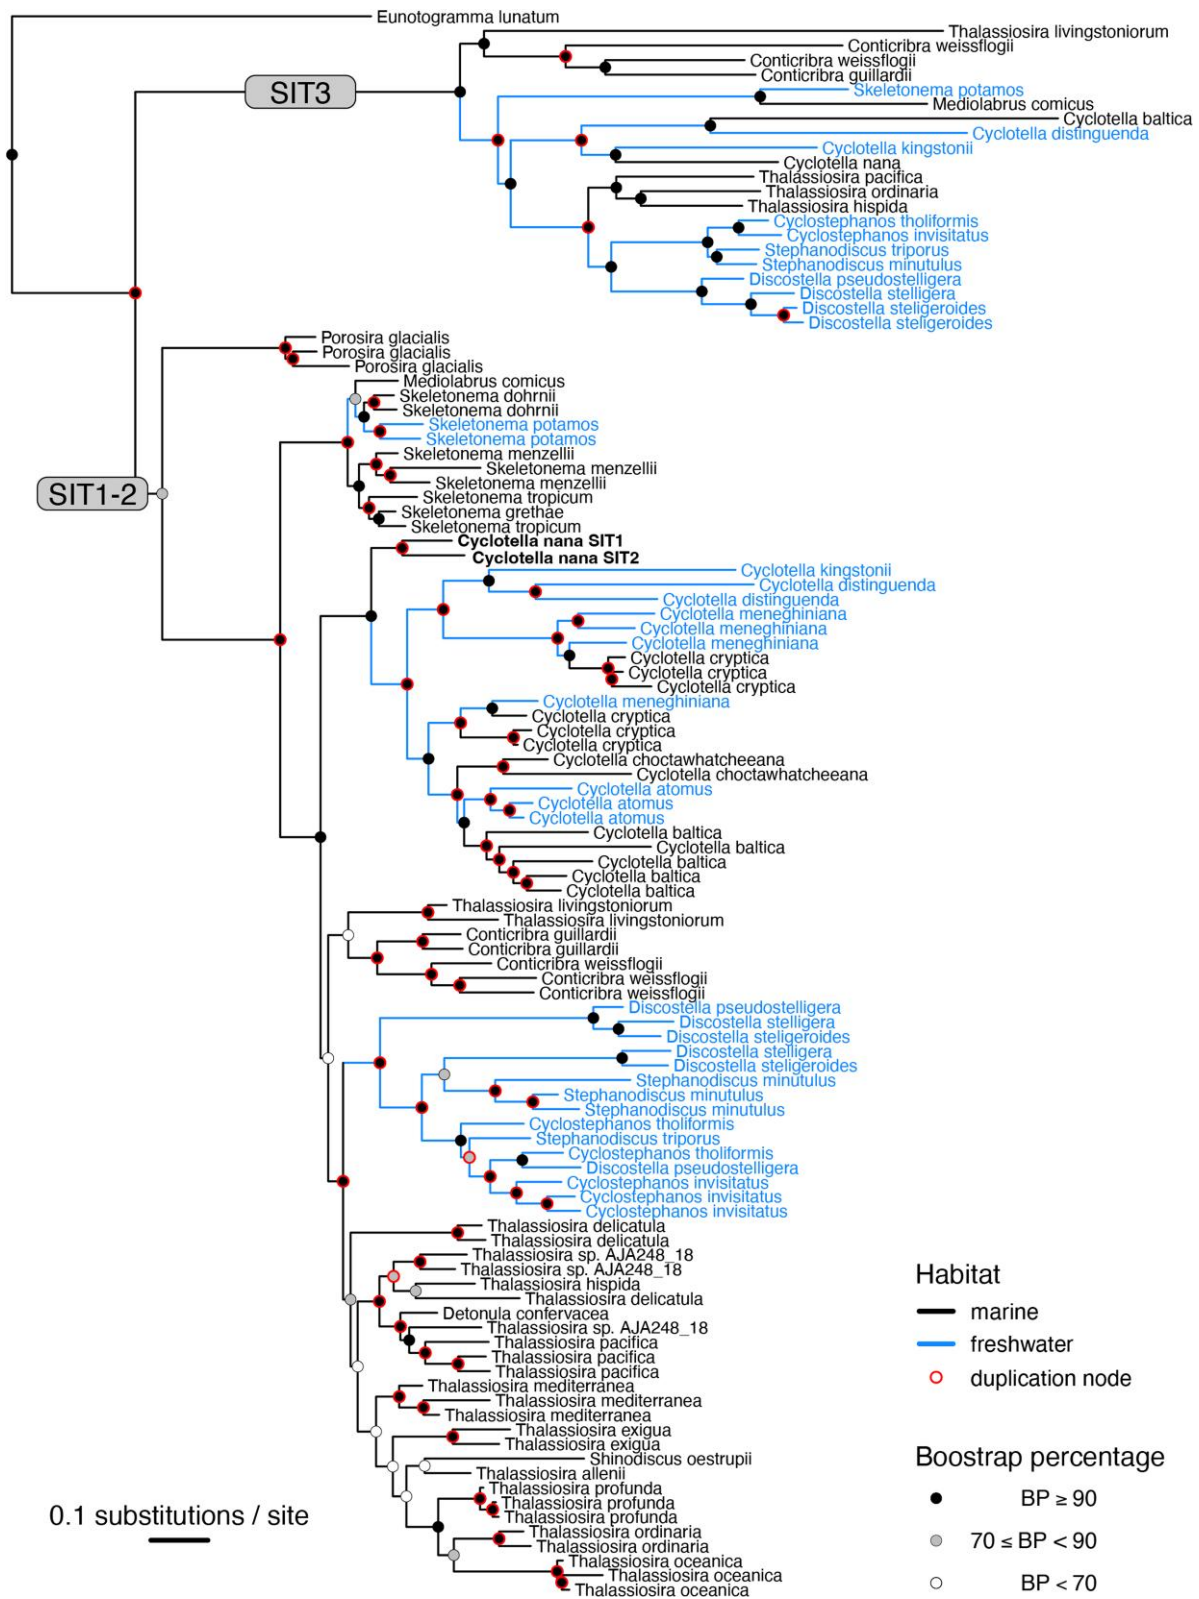 Eunotogramma lunatum
Thalassiosira livingstoniorum
Conticribra weissflogii
Conticribra weissflogii
Conticribra guillardii
SIT3
Skeletonema potamos
Mediolabrus comicus
Cyclotella baltica
Cyclotella distinguenda
Cyclotella kingstonii
Cyclotella nana
Thalassiosira pacifica
Thalassiosira ordinaria
Thalassiosira hispida
Cyclostephanos tholiformis
Cyclostephanos invisitatus
Stephanodiscus triporus
Stephanodiscus minutulus
Discostella pseudostelligera
Discostella stelligera
Discostella steligeroides
Discostella steligeroides
Porosira glacialis
Porosira glacialis
Porosira glacialis
Mediolabrus comicus
Skeletonema dohrnii
Skeletonema dohrnii
Skeletonema potamos
Skeletonema potamos
Skeletonema menzellii
Skeletonema menzellii
Skeletonema menzellii
SIT1-2
Skeletonema tropicum
Skeletonema grethae
Skeletonema tropicum
Cyclotella nana SIT1
Cyclotella nana SIT2
Cyclotella kingstonii
Cyclotella distinguenda
Cyclotella distinguenda
Cyclotella meneghiniana
Cyclotella meneghiniana
Cyclotella meneghiniana
Cyclotella cryptica
Cyclotella cryptica
Cyclotella cryptica
Cyclotella meneghiniana
Cyclotella cryptica
Cyclotella cryptica
Cyclotella cryptica
Cyclotella choctawhatcheeana
Cyclotella choctawhatcheeana
Cyclotella atomus
Cyclotella atomus
Cyclotella atomus
Cyclotella baltica
Cyclotella baltica
Cyclotella baltica
Cyclotella baltica
Cyclotella baltica
Thalassiosira livingstoniorum
Thalassiosira livingstoniorum
Conticribra guillardii
Conticribra guillardii
Conticribra weissflogii
Conticribra weissflogii
Conticribra weissflogii
Discostella pseudostelligera
Discostella stelligera
Discostella steligeroides
Discostella stelligera
Discostella steligeroides
Stephanodiscus minutulus
Stephanodiscus minutulus
Stephanodiscus minutulus
Cyclostephanos tholiformis
Stephanodiscus triporus
Cyclostephanos tholiformis
Discostella pseudostelligera
Cyclostephanos invisitatus
Cyclostephanos invisitatus
Cyclostephanos invisitatus
Thalassiosira delicatula
Thalassiosira delicatula
Thalassiosira sp. AJA248_18
Thalassiosira sp. AJA248_18
Thalassiosira hispida
Thalassiosira delicatula
Detonula confervacea
Thalassiosira sp. AJA248_18
Thalassiosira pacifica
Thalassiosira pacifica
Thalassiosira pacifica
Thalassiosira mediterranea
Thalassiosira mediterranea
Thalassiosira mediterranea
Thalassiosira exigua
Thalassiosira exigua
Shinodiscus oestrupii
Thalassiosira allenii
Thalassiosira profunda
Thalassiosira profunda
Thalassiosira profunda
Thalassiosira ordinaria
Thalassiosira ordinaria
Thalassiosira oceanica
Thalassiosira oceanica
Thalassiosira oceanica
0.1 substitutions / site
Habitat
marine
freshwater
duplication node
Boostrap percentage
BP ≥ 90
70 ≤ BP < 90
BP < 70